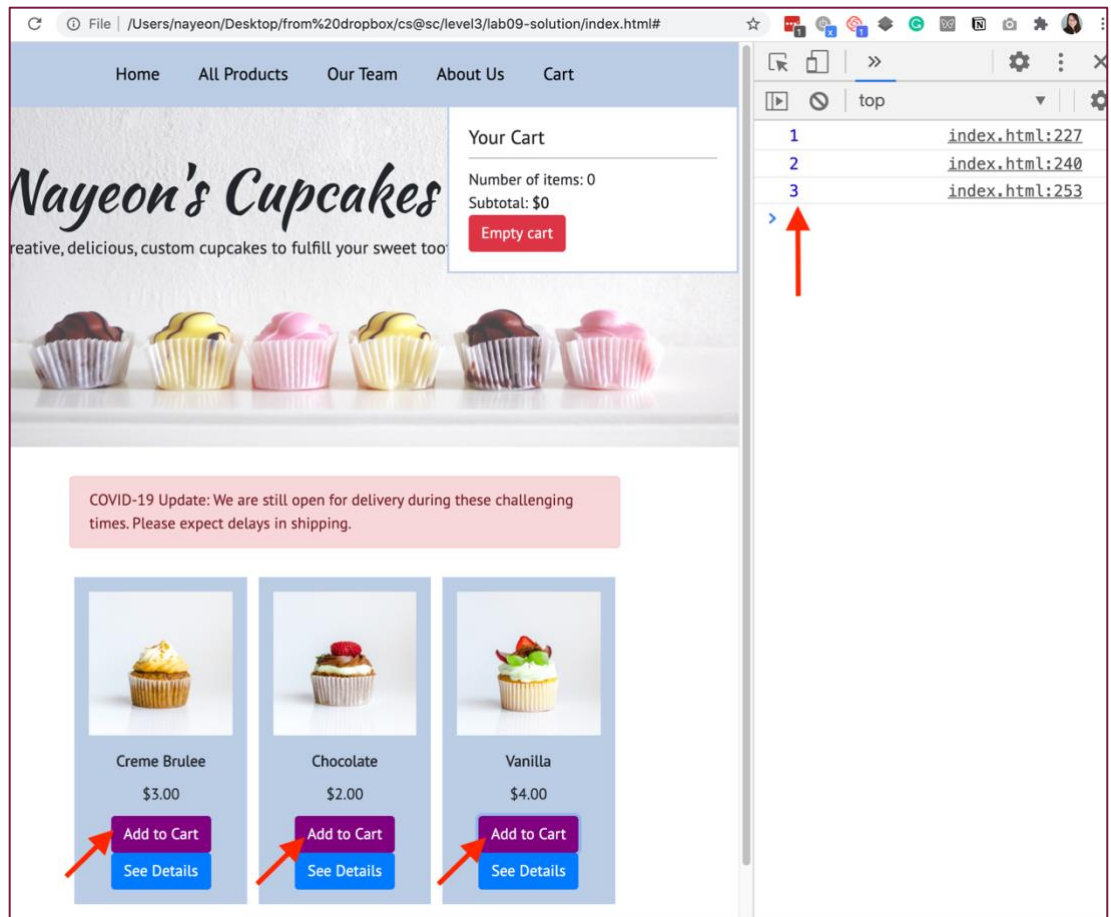 File | /Users/nayeon/Desktop/from%20dropbox/cs@sc/level3/lab09-solution/index.html#
Home All Products Our Team About Us Cart
Nayeon's Cupcakes
reative, delicious, custom cupcakes to fulfill your sweet too
Your Cart
Number of items: 0
Subtotal: $0
Empty cart
top
1 index.html:227
2 index.html:240
3 index.html:253
COVID-19 Update: We are still open for delivery during these challenging
times. Please expect delays in shipping.
Creme Brulee
$3.00
Add to Cart
See Details
Chocolate
$2.00
Add to Cart
See Details
Vanilla
$4.00
Add to Cart
See Details